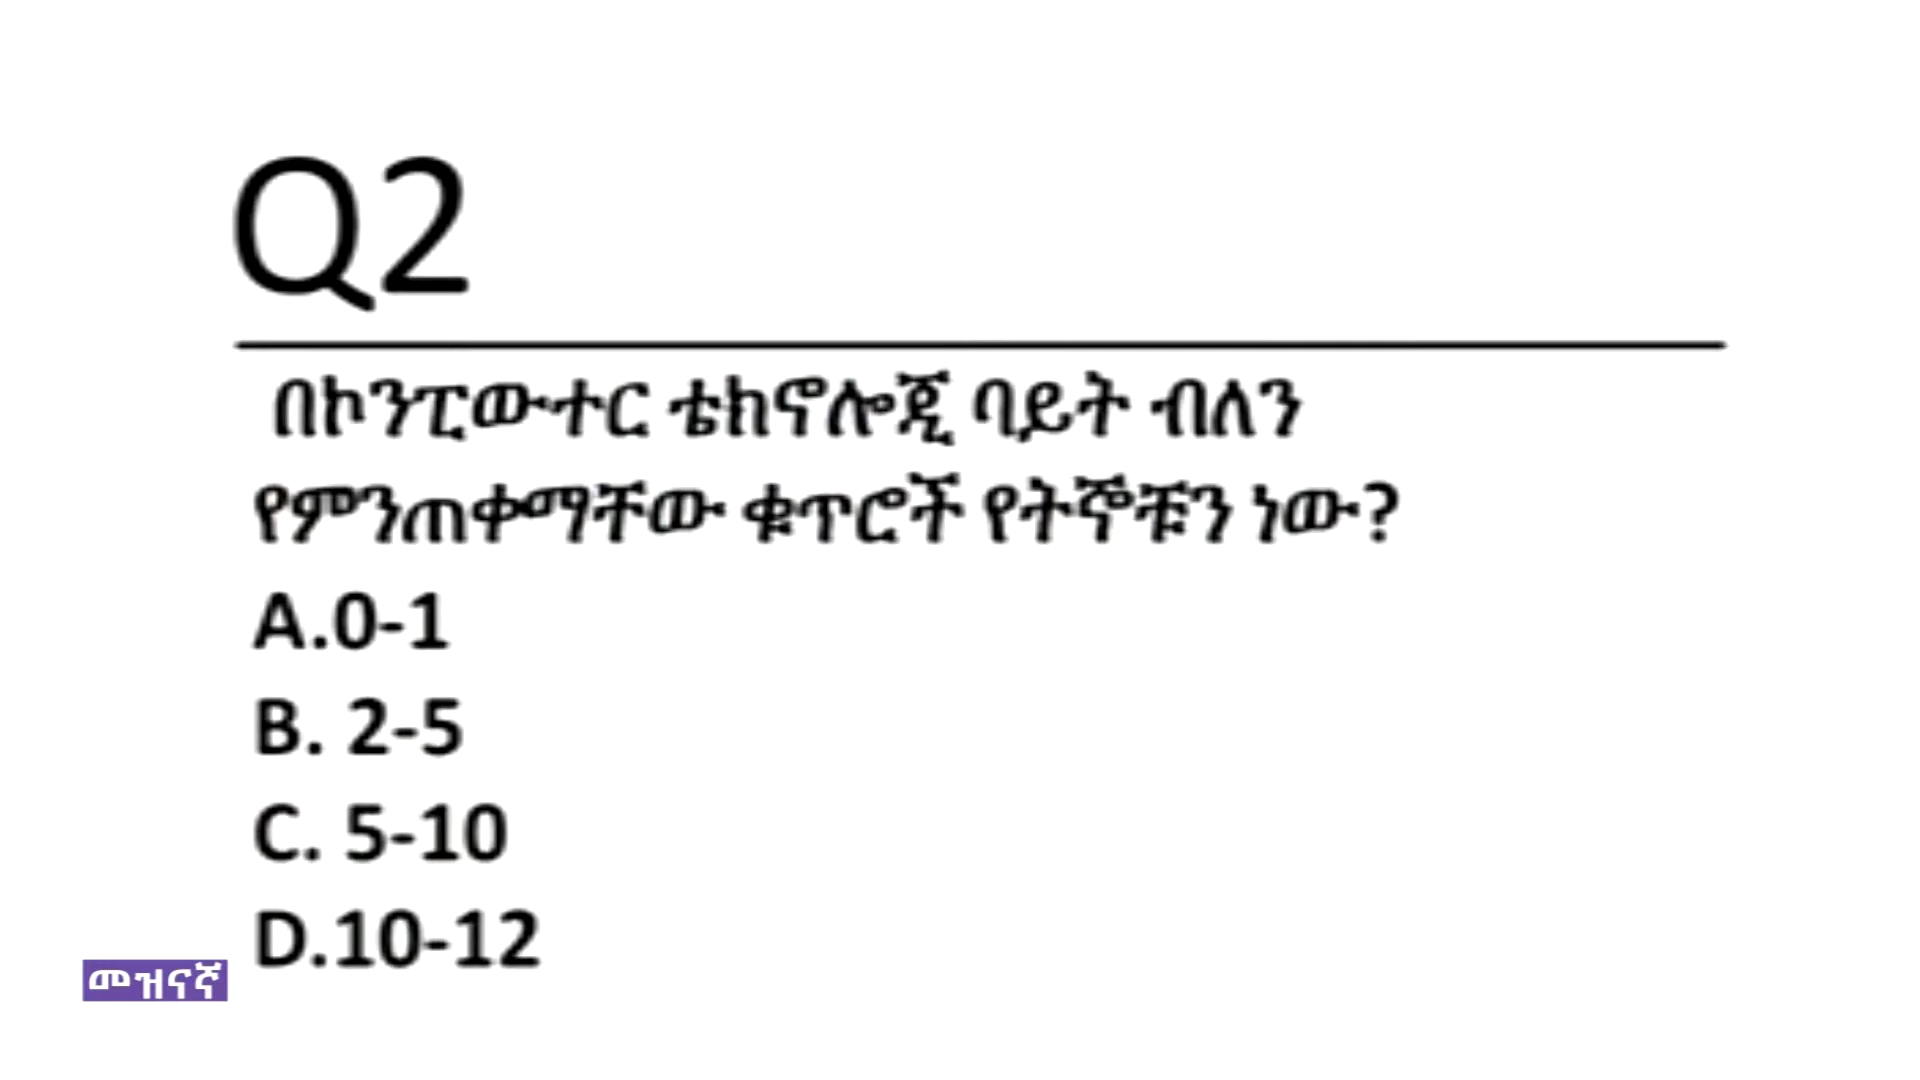 Q2
በኮንፒውተር ቴክኖሎጂ ባይት ብለን
የምንጠቀማቸው ቁጥሮች የትኞቹን ነው?
A.0-1
B. 2-5
C. 5-10
D.10-12
መዝናኛ